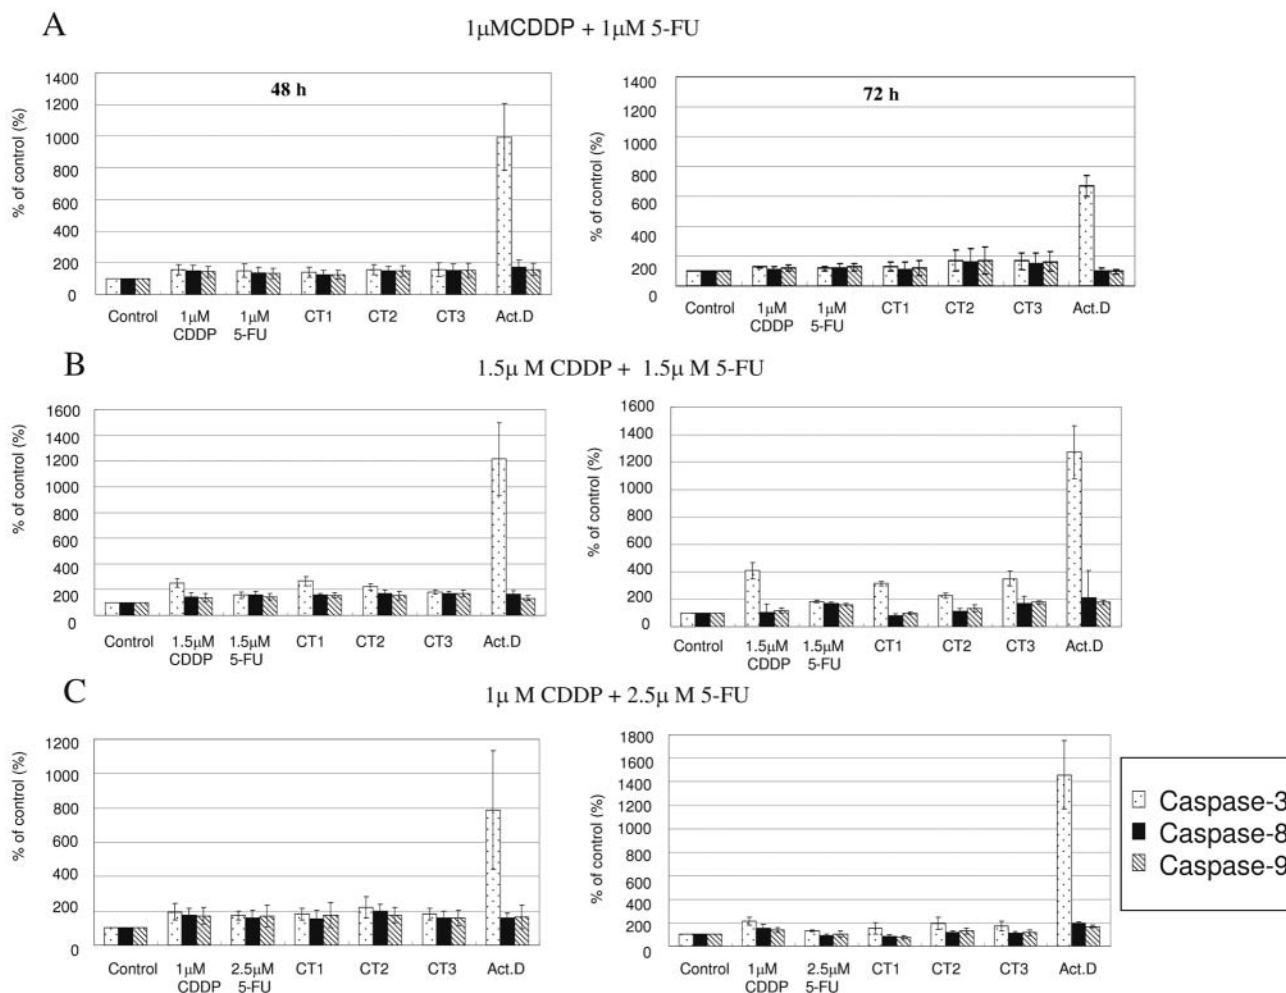 A
1μMCDDP + 1μM 5-FU
48 h
% of control (%)
1400
1200
1000
800
600
400
200
0
Control
1μM CDDP
1μM 5-FU
CT1
CT2
CT3
Act.D
72 h
% of control (%)
1400
1200
1000
800
600
400
200
0
Control
1μM CDDP
1μM 5-FU
CT1
CT2
CT3
Act.D
B
1.5μ M CDDP + 1.5μ M 5-FU
% of control (%)
1600
1400
1200
1000
800
600
400
200
0
Control
1.5μM CDDP
1.5μM 5-FU
CT1
CT2
CT3
Act.D
% of control (%)
1600
1400
1200
1000
800
600
400
200
0
Control
1.5μM CDDP
1.5μM 5-FU
CT1
CT2
CT3
Act.D
C
1μ M CDDP + 2.5μ M 5-FU
% of control (%)
1200
1000
800
600
400
200
0
Control
1μM CDDP
2.5μM 5-FU
CT1
CT2
CT3
Act.D
% of control (%)
1800
1600
1400
1200
1000
800
600
400
200
0
Control
1μM CDDP
2.5μM 5-FU
CT1
CT2
CT3
Act.D
Caspase-3
Caspase-8
Caspase-9